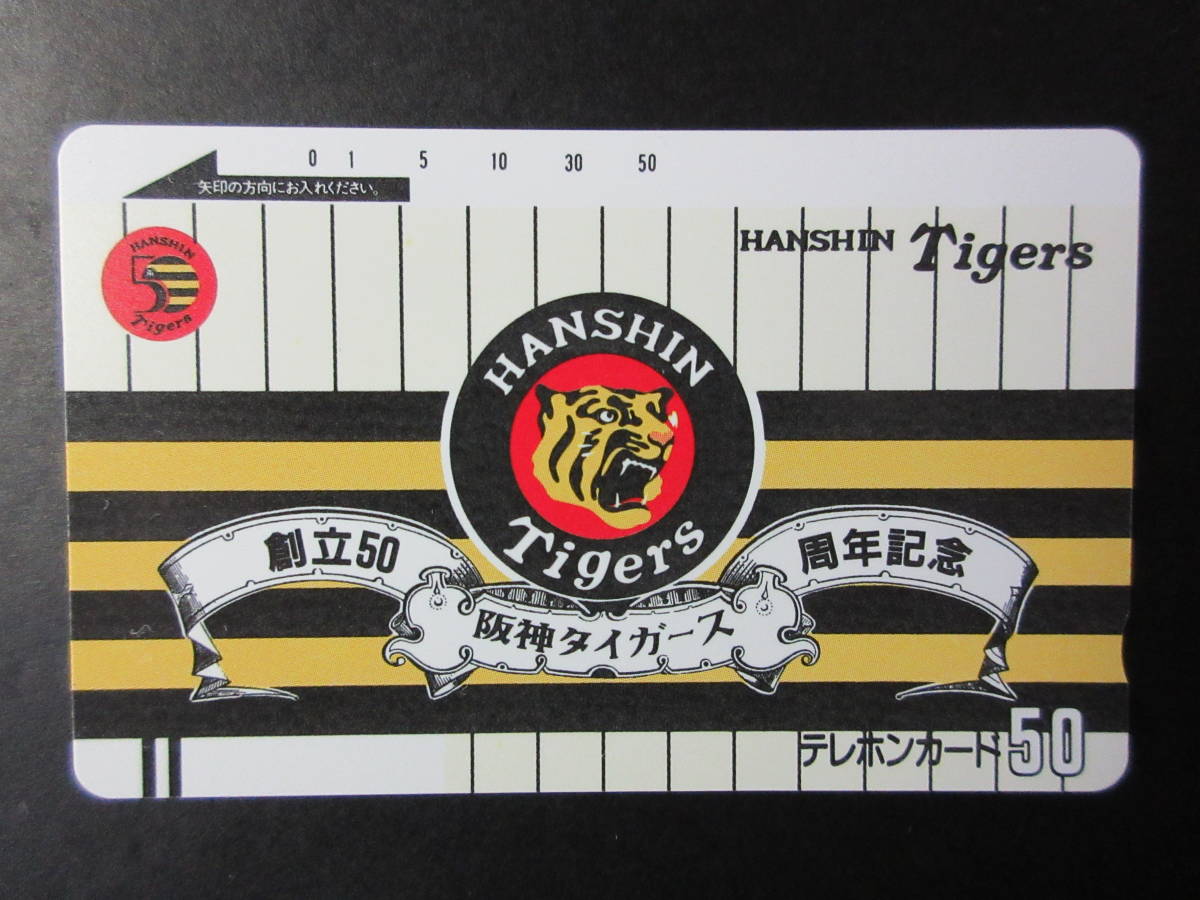 0 1 5 10 30 50
矢印の方向にお入れください。
HANSHIN
50
Tigers
HANSHIN Tigers
HANSHIN
Tigers
創立50
周年記念
阪神タイガース
テレホンカード50